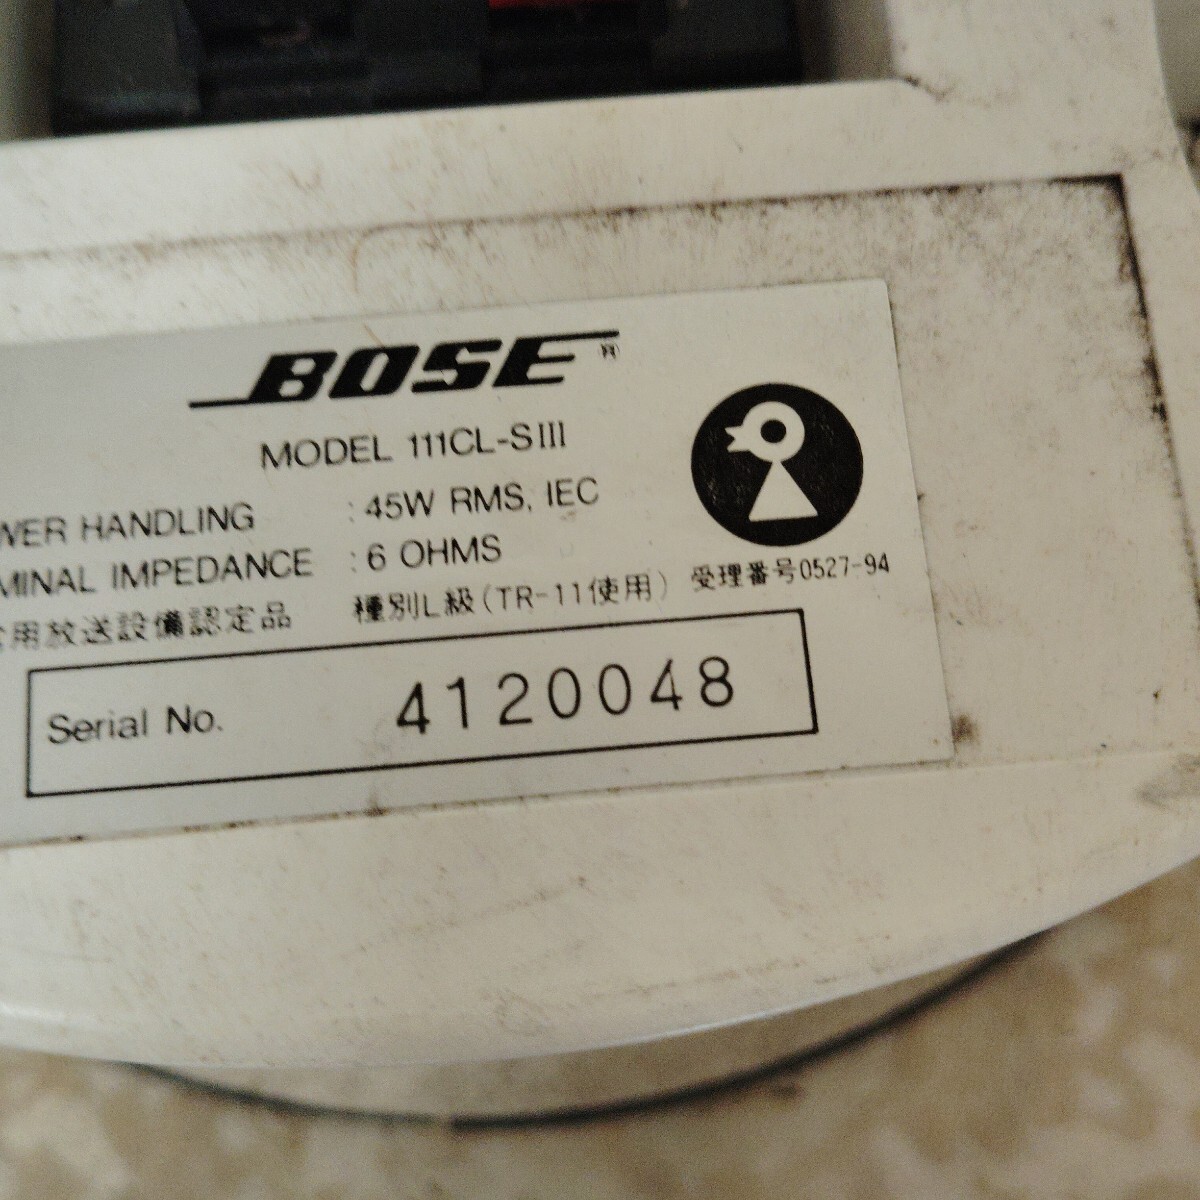 BOSE®
MODEL 111CL-SIII
WER HANDLING : 45W RMS, IEC
MINAL IMPEDANCE : 6 OHMS
用放送設備認定品 種別L級(TR-11使用) 受理番号0527-94
Serial No. 4120048